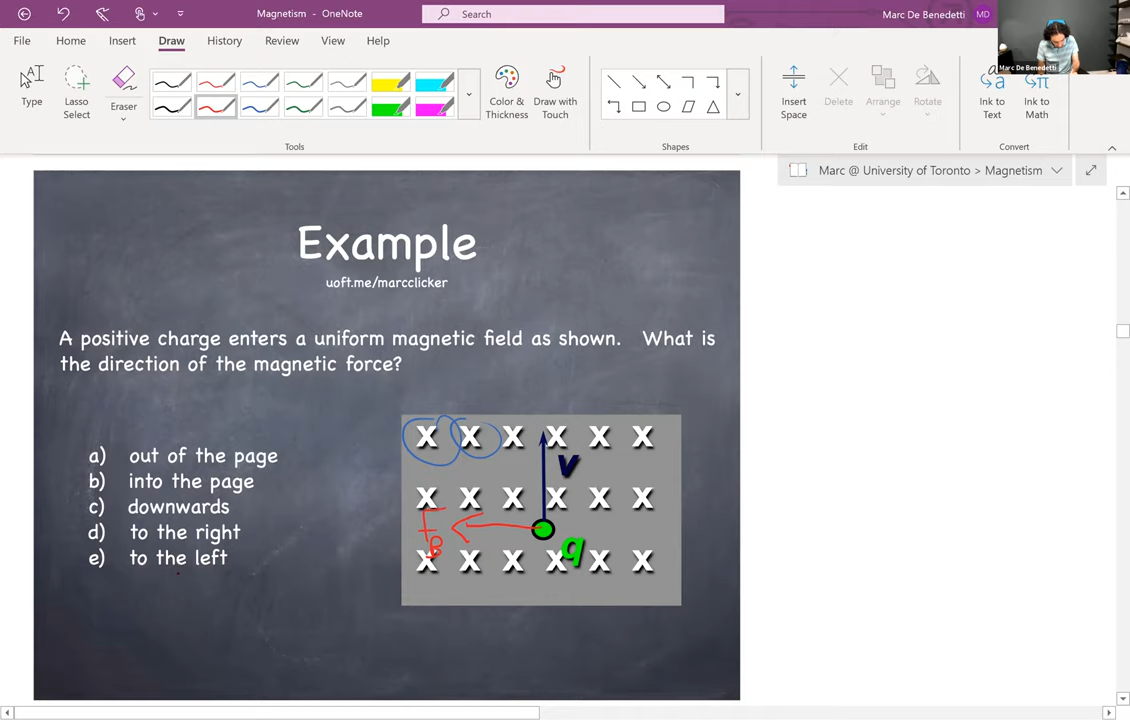 Magnetism - OneNote
Search
Marc De Benedetti MD
Marc De Benedetti
File Home Insert Draw History Review View Help
Type
Lasso Select
Eraser
Color & Thickness
Draw with Touch
Insert Space
Delete
Arrange
Rotate
Ink to Text
Ink to Math
Tools
Shapes
Edit
Convert
Marc @ University of Toronto > Magnetism
Example
uoft.me/marcclicker
A positive charge enters a uniform magnetic field as shown. What is
the direction of the magnetic force?
a) out of the page
b) into the page
c) downwards
d) to the right
e) to the left
X X X X X X
v
X X X X X X
F B
q
X X X X X X